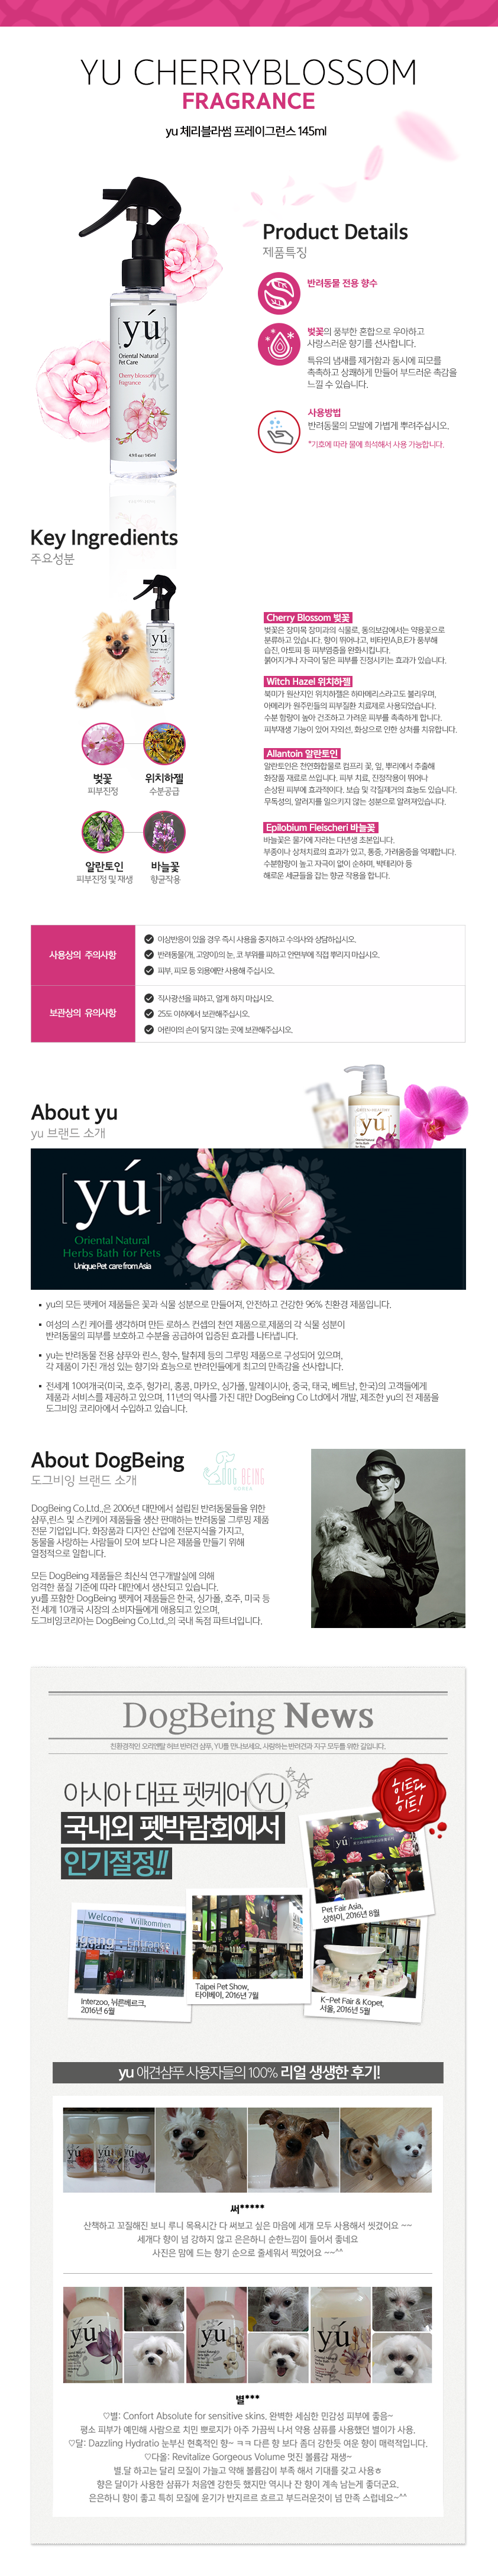 YU CHERRYBLOSSOM
FRAGRANCE
yu 체리블라썸 프레이그런스 145ml
[yú]
Oriental Natural
Pet Care
Cherry blossom
Fragrance
4.9 fl oz / 145ml
Product Details
제품특징
반려동물 전용 향수
벚꽃의 풍부한 혼합으로 우아하고
사랑스러운 향기를 선사합니다.
특유의 냄새를 제거함과 동시에 피모를
촉촉하고 상쾌하게 만들어 부드러운 촉감을
느낄 수 있습니다.
사용방법
반려동물의 모발에 가볍게 뿌려주십시오.
*기호에 따라 물에 희석해서 사용 가능합니다.
Key Ingredients
주요성분
yú
벚꽃
피부진정
위치하젤
수분공급
알란토인
피부진정 및 재생
바늘꽃
항균작용
Cherry Blossom 벚꽃
벚꽃은 장미목 장미과의 식물로, 동의보감에서는 약용꽃으로
분류하고 있습니다. 향이 뛰어나고, 비타민A,B,E가 풍부해
습진, 아토피 등 피부염증을 완화시킵니다.
붉어지거나 자극이 닿은 피부를 진정시키는 효과가 있습니다.
Witch Hazel 위치하젤
북미가 원산지인 위치하젤은 하마메리스라고도 불리우며,
아메리카 원주민들의 피부질환 치료제로 사용되었습니다.
수분 함량이 높아 건조하고 가려운 피부를 촉촉하게 합니다.
피부재생 기능이 있어 자외선, 화상으로 인한 상처를 치유합니다.
Allantoin 알란토인
알란토인은 천연화합물로 컴프리 꽃, 잎, 뿌리에서 추출해
화장품 재료로 쓰입니다. 피부 치료, 진정작용이 뛰어나
손상된 피부에 효과적이다. 보습 및 각질제거의 효능도 있습니다.
무독성의, 알러지를 일으키지 않는 성분으로 알려져있습니다.
Epilobium Fleischeri 바늘꽃
바늘꽃은 물가에 자라는 다년생 초본입니다.
부종이나 상처치료의 효과가 있고, 통증, 가려움증을 억제합니다.
수분함량이 높고 자극이 없이 순하며, 박테리아 등
해로운 세균들을 잡는 향균 작용을 합니다.
사용상의 주의사항
이상반응이 있을 경우 즉시 사용을 중지하고 수의사와 상담하십시오.
반려동물(개, 고양이)의 눈, 코 부위를 피하고 안면부에 직접 뿌리지 마십시오.
피부, 피모 등 외용에만 사용해 주십시오.
보관상의 유의사항
직사광선을 피하고, 얼게 하지 마십시오.
25도 이하에서 보관해주십시오.
어린이의 손이 닿지 않는 곳에 보관해주십시오.
About yu
yu 브랜드 소개
yú
[yú]®
Oriental Natural
Herbs Bath for Pets
Unique Pet care from Asia
• yu의 모든 펫케어 제품들은 꽃과 식물 성분으로 만들어져, 안전하고 건강한 96% 친환경 제품입니다.
• 여성의 스킨 케어를 생각하며 만든 로하스 컨셉의 천연 제품으로,제품의 각 식물 성분이
반려동물의 피부를 보호하고 수분을 공급하여 입증된 효과를 나타냅니다.
• yu는 반려동물 전용 샴푸와 린스, 향수, 탈취제 등의 그루밍 제품으로 구성되어 있으며,
각 제품이 가진 개성 있는 향기와 효능으로 반려인들에게 최고의 만족감을 선사합니다.
• 전세계 10여개국(미국, 호주, 헝가리, 홍콩, 마카오, 싱가폴, 말레이시아, 중국, 태국, 베트남, 한국)의 고객들에게
제품과 서비스를 제공하고 있으며, 11년의 역사를 가진 대만 DogBeing Co Ltd에서 개발, 제조한 yu의 전 제품을
도그비잉 코리아에서 수입하고 있습니다.
About DogBeing
도그비잉 브랜드 소개
DOG BEING
KOREA
DogBeing Co,Ltd.,은 2006년 대만에서 설립된 반려동물들을 위한
샴푸,린스 및 스킨케어 제품들을 생산 판매하는 반려동물 그루밍 제품
전문 기업입니다. 화장품과 디자인 산업에 전문지식을 가지고,
동물을 사랑하는 사람들이 모여 보다 나은 제품을 만들기 위해
열정적으로 일합니다.
모든 DogBeing 제품들은 최신식 연구개발실에 의해
엄격한 품질 기준에 따라 대만에서 생산되고 있습니다.
yu를 포함한 DogBeing 펫케어 제품들은 한국, 싱가폴, 호주, 미국 등
전 세계 10개국 시장의 소비자들에게 애용되고 있으며,
도그비잉코리아는 DogBeing Co,Ltd.,의 국내 독점 파트너입니다.
DogBeing News
친환경적인 오리엔탈 허브 반려견 샴푸, YU를 만나보세요. 사랑하는 반려견과 지구 모두를 위한 길입니다.
아시아 대표 펫케어 YU,
국내외 펫박람회에서
인기절정!!
히트다
히트!
yú
Pet Fair Asia,
상하이, 2016년 8월
Welcome Willkommen
Interzoo, 뉘른베르크,
2016년 6월
Taipei Pet Show,
타이베이, 2016년 7월
K-Pet Fair & Kopet,
서울, 2016년 5월
yu 애견샴푸 사용자들의 100% 리얼 생생한 후기!
써*****
산책하고 꼬질해진 보니 루니 목욕시간 다 써보고 싶은 마음에 세개 모두 사용해서 씻겼어요 ~~
세개다 향이 넘 강하지 않고 은은하니 순한느낌이 들어서 좋네요
사진은 맘에 드는 향기 순으로 줄세워서 찍었어요 ~~^^
yú
yú
yú
별***
♡별: Confort Absolute for sensitive skins. 완벽한 세심한 민감성 피부에 좋음~
평소 피부가 예민해 사람으로 치민 뾰로지가 아주 가끔씩 나서 약용 샴퓨를 사용했던 별이가 사용.
♡달: Dazzling Hydratio 눈부신 현혹적인 향~ ㅋㅋ 다른 향 보다 좀더 강한듯 여운 향이 매력적입니다.
♡다올: Revitalize Gorgeous Volume 멋진 볼륨감 재생~
별,달 하고는 달리 모질이 가늘고 약해 볼륨감이 부족 해서 기대를 갖고 사용ㅎ
향은 달이가 사용한 샴퓨가 처음엔 강한듯 했지만 역시나 잔 향이 계속 남는게 좋더군요.
은은하니 향이 좋고 특히 모질에 윤기가 반지르르 흐르고 부드러운것이 넘 만족 스럽네요~^^